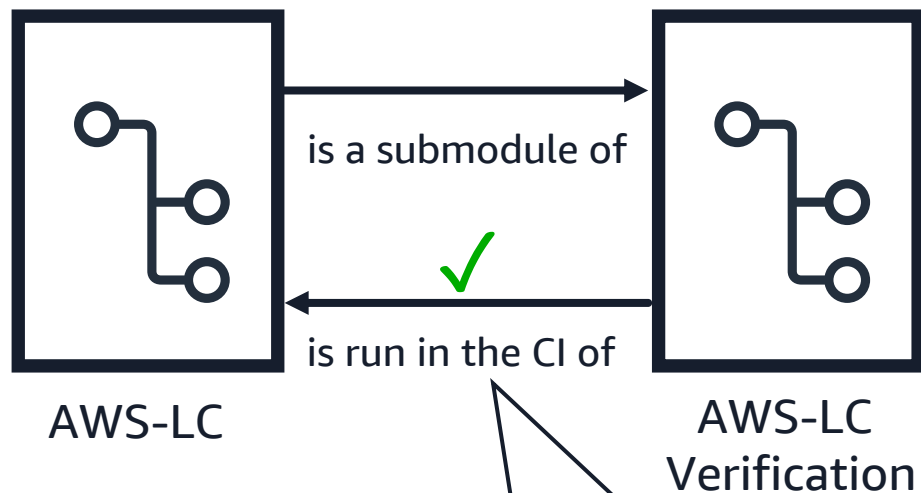 is a submodule of
is run in the CI of
AWS-LC
AWS-LC
Verification